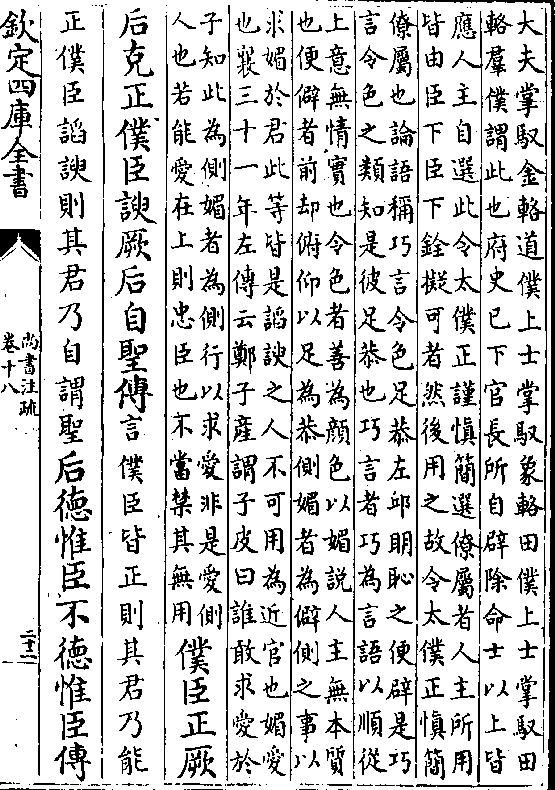 大夫掌馭金輅道僕上士掌馭象輅田僕上士掌馭田
輅羣僕謂此也府史已下官長所自辟除命士以上皆
應人主自選此令太僕正謹慎簡選僚屬者人主所用
皆由臣下臣下銓擬可者然後用之故令太僕正慎簡
僚屬也論語稱巧言令色足恭左邱明恥之便辟是巧
言令色之類知是彼足恭也巧言者巧為言語以順從
上意無情實也令色者善為顔色以媚說人主無本質
也便僻者前却俯仰以足為恭側媚者為僻側之事以
求媚於君此等皆是謟諛之人不可用為近官也媚愛
也襄三十一年左傳云鄭子産謂子皮曰誰敢求愛於
子知此為側媚者為側行以求愛非是愛側
人也若能愛在上則忠臣也不當禁其無用
僕臣正厥
后克正僕臣諛厥后自聖傳言僕臣皆正則其君乃能
正僕臣謟諛則其君乃自謂聖后德惟臣不德惟臣傳
欽定四庫全書
尚書注疏
卷十八
二十三